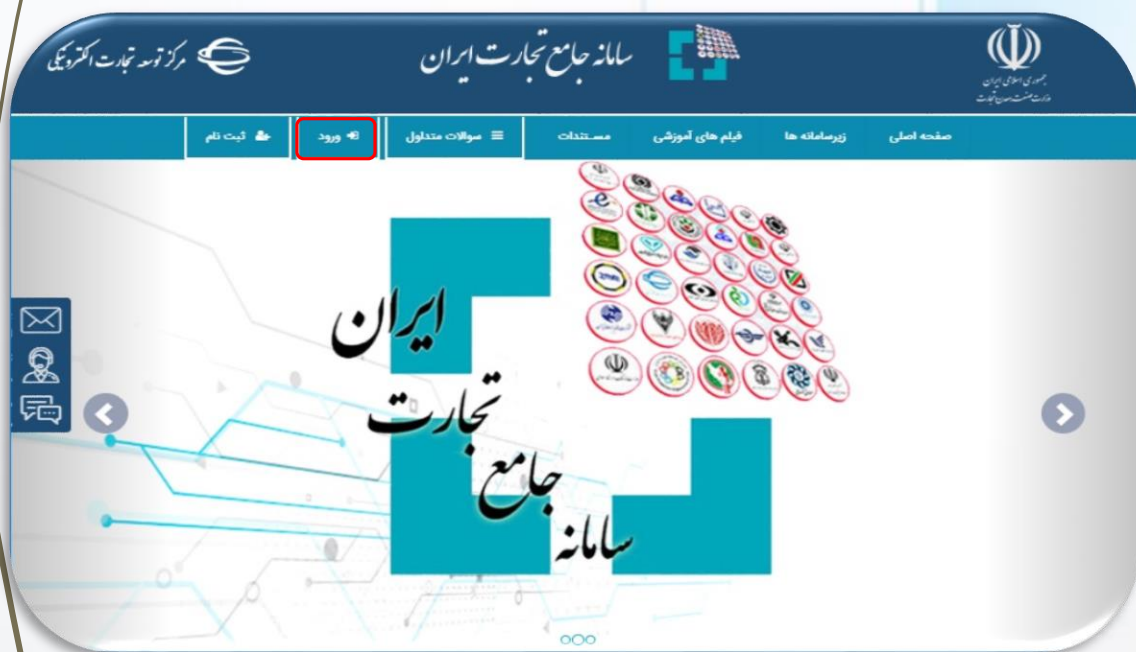 جمهوری اسلامی ایران
وزارت صنعت، معدن و تجارت
سامانه جامع تجارت ایران
مرکز توسعه تجارت الکترونیکی
صفحه اصلی
زیرسامانه ها
فیلم های آموزشی
مستندات
سوالات متداول
ورود
ثبت نام
ایران
تجارت
جامع
سامانه